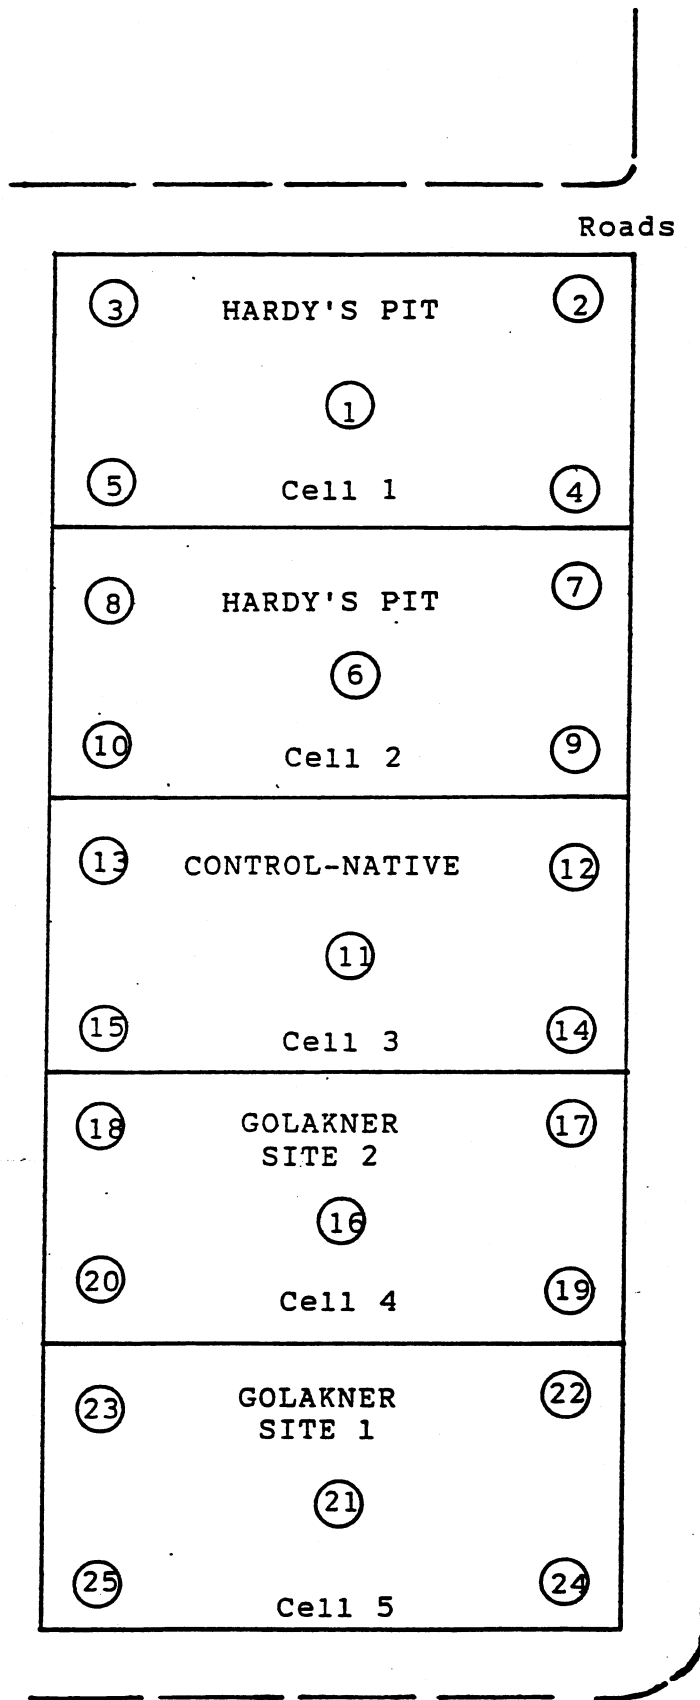 Roads
3 HARDY'S PIT 2
1
5 Cell 1 4
8 HARDY'S PIT 7
6
10 Cell 2 9
13 CONTROL-NATIVE 12
11
15 Cell 3 14
18 GOLAKNER 17
SITE 2
16
20 Cell 4 19
23 GOLAKNER 22
SITE 1
21
25 Cell 5 24